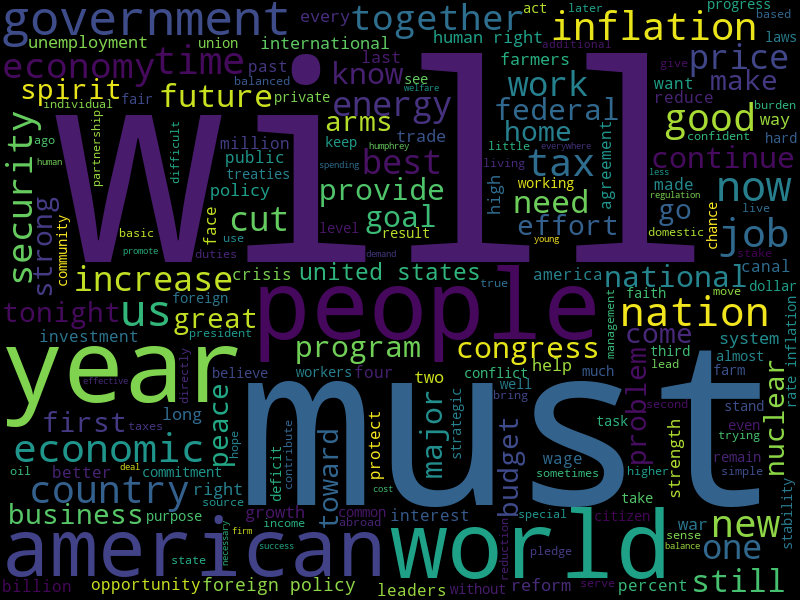 government
together
act
later
progress
based
inflation
every
additional
unemployment
union
international
human right
laws
economy
time
past
last
know
farmers
see
work
give
want
price
balanced
welfare
spirit
future
private
energy
federal
make
reduce
burden
individual
fair
arms
home
good
confident
way
ago
partnership
difficult
million
keep
trade
little
everywhere
hard
human
public
best
high
living
tax
agreement
continue
spending
humphrey
security
treaties
policy
provide
working
made
now
will
basic
cut
goal
need
less
regulation
go
live
strong
community
face
level
effort
chance
job
promote
duties
use
result
young
domestic
demand
stake
increase
crisis
united states
america
national
canal
true
faith
dollar
tonight
us
foreign
great
president
people
management
move
nation
investment
program
congress
come
system
year
directly
believe
workers
four
conflict
help
much
third
almost
rate inflation
effective
two
well
bring
lead
farm
first
taxes
long
peace
hope
must
problem
second
stand
nuclear
economic
protect
major
strategic
task
even
trying
oil
better
deal
commitment
deficit
contribute
toward
cost
wage
sometimes
higher
strength
remain
simple
country
right
source
budget
take
stability
business
purpose
growth
income
common
abroad
interest
special
citizen
war
sense
balance
new
one
american
necessary
firm
success
world
reduction
pledge
state
billion
opportunity
foreign policy
leaders
without
reform
serve
percent
still